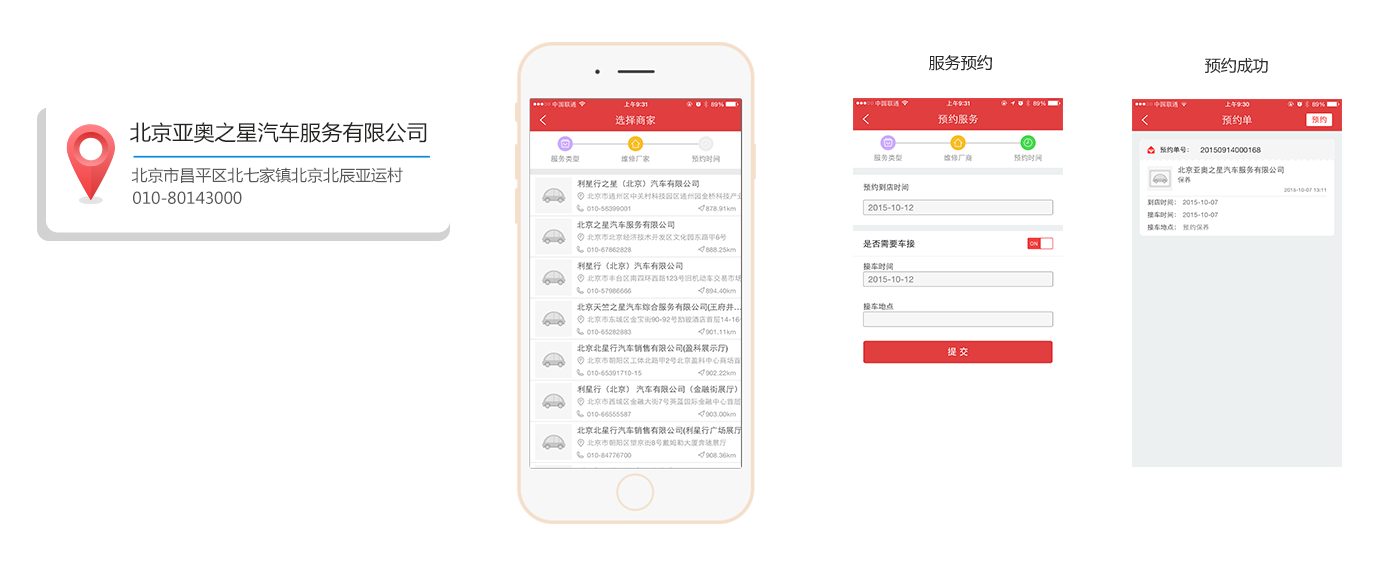 北京亚奥之星汽车服务有限公司
北京市昌平区北七家镇北京北辰亚运村
010-80143000
中国联通
上午9:31
89%
选择商家
服务类型
维修厂家
预约时间
利星行之星（北京）汽车有限公司
北京市通州区中关村科技园区通州园金桥科技产业
010-56399001
878.91km
北京之星汽车服务有限公司
北京市北京经济技术开发区文化园东路甲6号
010-67862828
888.25km
利星行（北京）汽车有限公司
北京市丰台区南四环西路123号旧机动车交易市场
010-57986666
894.40km
北京天竺之星汽车综合服务有限公司(王府井...
北京市东城区金宝街90-92号励骏酒店首层14-16
010-65282883
901.11km
北京北星行汽车销售有限公司(盈科展示厅)
北京市朝阳区工体北路甲2号北京盈科中心商场首
010-65391710-15
902.22km
利星行（北京） 汽车有限公司（金融街展厅）
北京市西城区金融大街7号英蓝国际金融中心首层
010-66555587
903.00km
北京北星行汽车销售有限公司(利星行广场展厅
北京市朝阳区望京街8号戴姆勒大厦奔驰展厅
010-84776700
908.36km
服务预约
中国联通
上午9:31
89%
预约服务
服务类型
维修厂商
预约时间
预约到店时间
2015-10-12
是否需要车接
ON
接车时间
2015-10-12
接车地点
提 交
预约成功
中国联通
上午9:30
89%
预约单
预约
预约单号： 20150914000168
北京亚奥之星汽车服务有限公司
保养
2015-10-07 13:11
到店时间： 2015-10-07
接车时间： 2015-10-07
接车地点： 预约保养